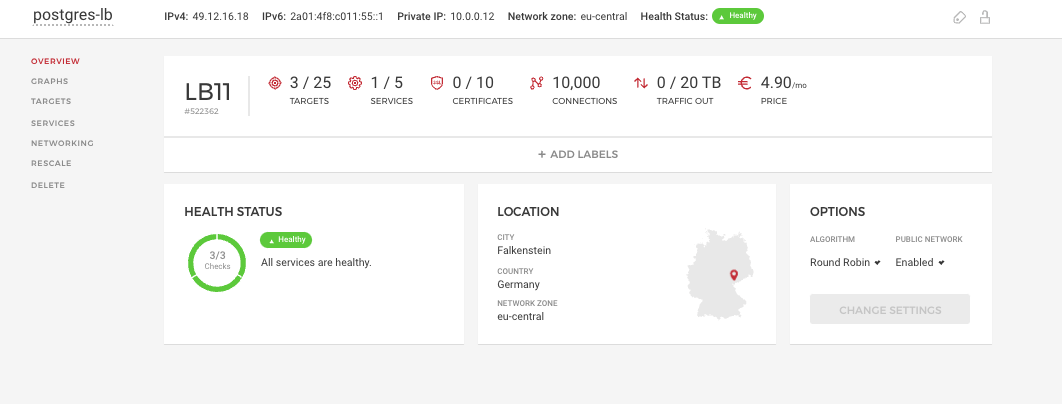 postgres-lb IPv4: 49.12.16.18 IPv6: 2a01:4f8:c011:55::1 Private IP: 10.0.0.12 Network zone: eu-central Health Status: Healthy
OVERVIEW
GRAPHS
TARGETS
SERVICES
NETWORKING
RESCALE
DELETE
LB11
#522362
3 / 25
TARGETS
1 / 5
SERVICES
0 / 10
CERTIFICATES
10,000
CONNECTIONS
0 / 20 TB
TRAFFIC OUT
4.90/mo
PRICE
+ ADD LABELS
HEALTH STATUS
3/3
Checks
Healthy
All services are healthy.
LOCATION
CITY
Falkenstein
COUNTRY
Germany
NETWORK ZONE
eu-central
OPTIONS
ALGORITHM
Round Robin
PUBLIC NETWORK
Enabled
CHANGE SETTINGS